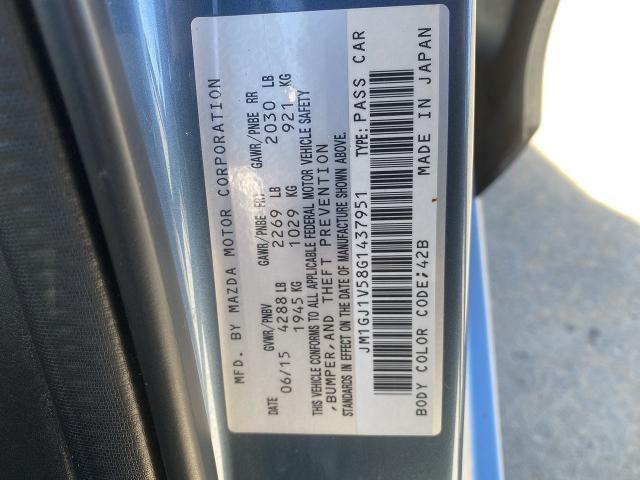 MFD. BY MAZDA MOTOR CORPORATION
DATE GVWR/PNBV GAWR/PNBE FRT GAWR/PNBE RR
06/15 4288 LB 2269 LB 2030 LB
1945 KG 1029 KG 921 KG
THIS VEHICLE CONFORMS TO ALL APPLICABLE FEDERAL MOTOR VEHICLE SAFETY
,BUMPER, AND THEFT PREVENTION
STANDARDS IN EFFECT ON THE DATE OF MANUFACTURE SHOWN ABOVE.
JM1GJ1V58G1437951 TYPE: PASS CAR
BODY COLOR CODE;42B MADE IN JAPAN